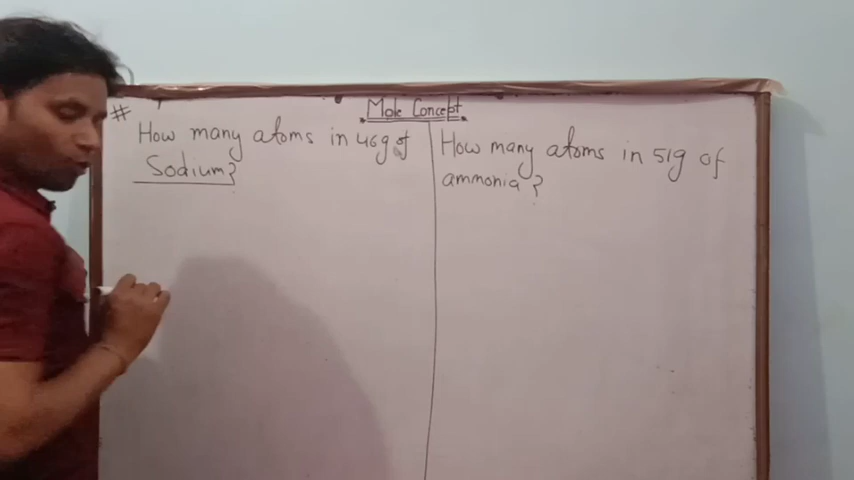 Mole Concept
# How many atoms in 46g of
Sodium?
How many atoms in 51g of
ammonia?